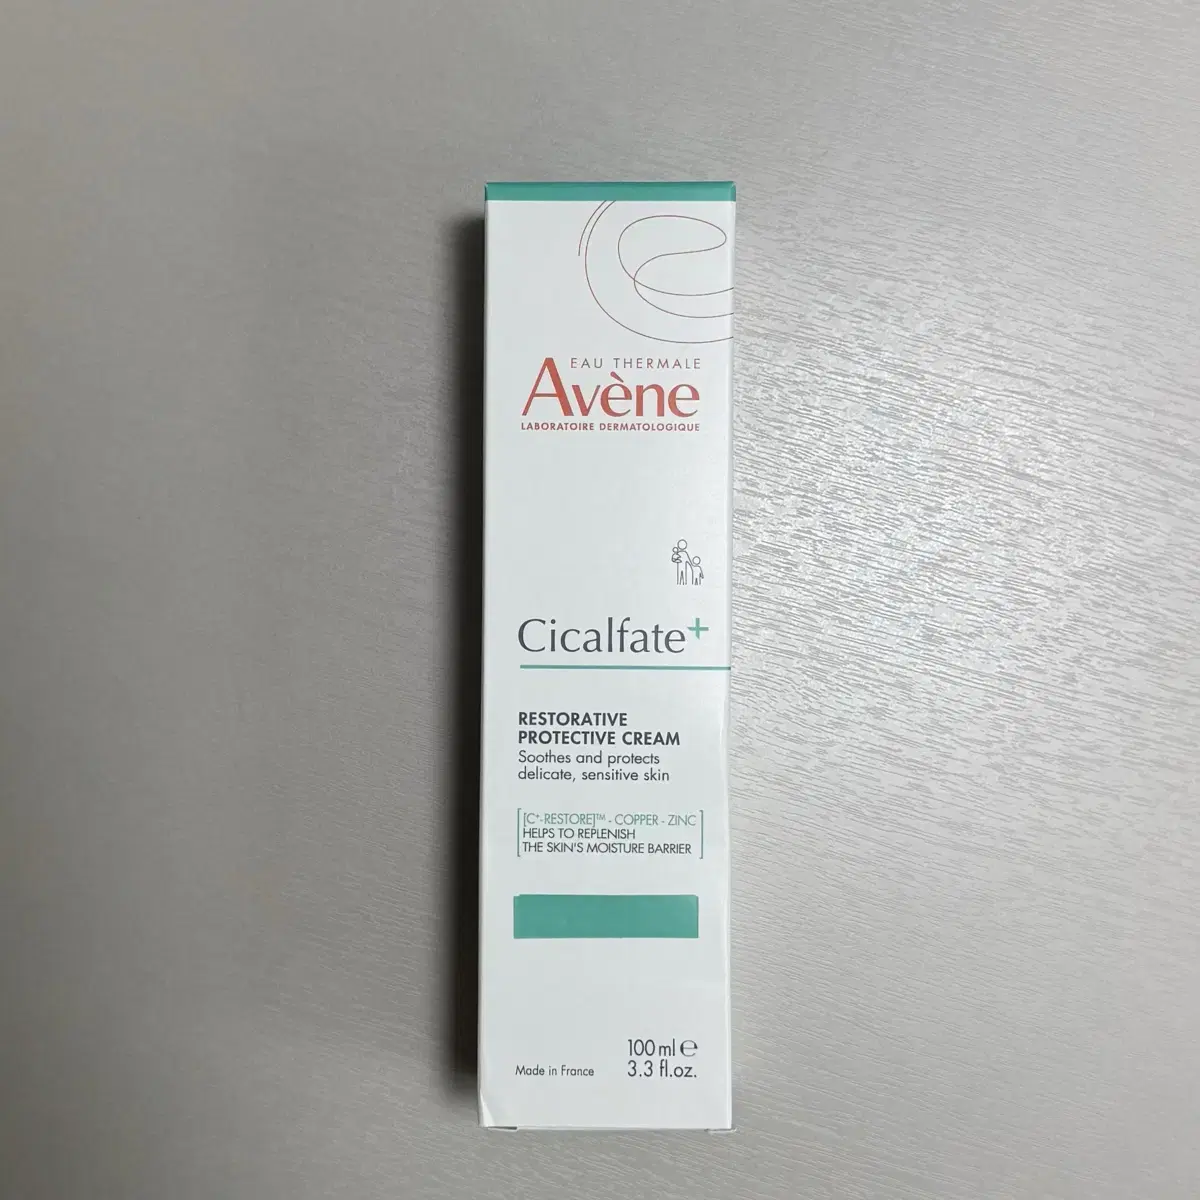 EAU THERMALE
Avène
LABORATOIRE DERMATOLOGIQUE
Cicalfate+
RESTORATIVE
PROTECTIVE CREAM
Soothes and protects
delicate, sensitive skin
[C+-RESTORE]™ - COPPER - ZINC
HELPS TO REPLENISH
THE SKIN'S MOISTURE BARRIER
100 ml ℮
Made in France 3.3 fl.oz.